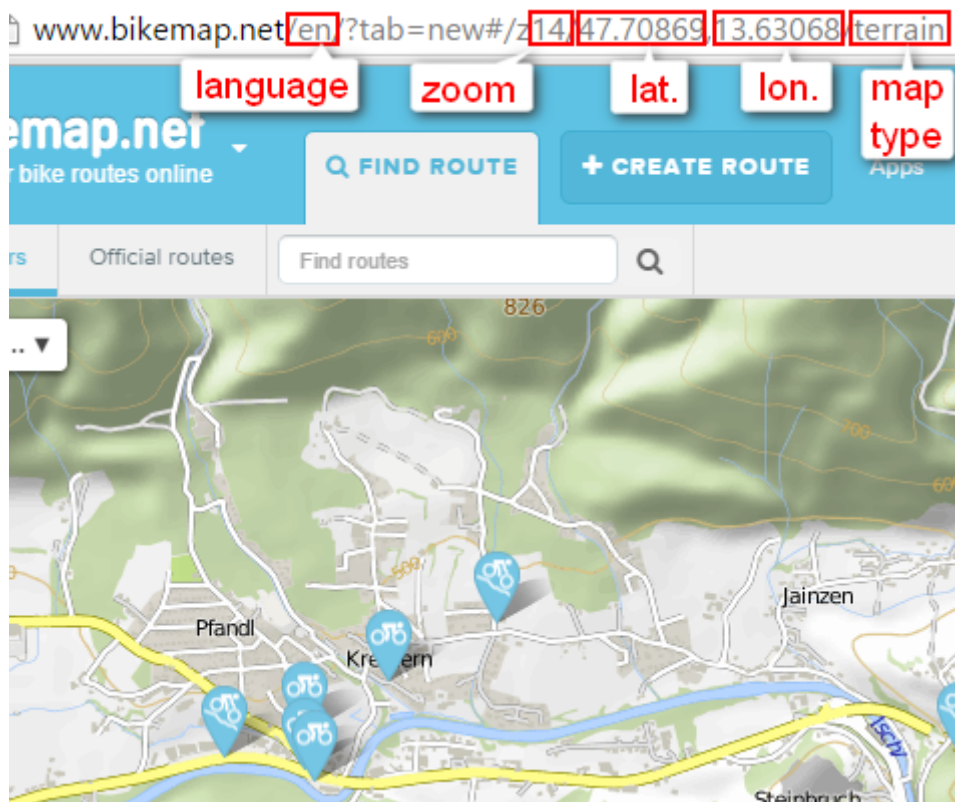 www.bikemap.net/en/?tab=new#/z14/47.70869,13.63068/terrain
language
zoom
lat.
lon.
map
type
emap.net
r bike routes online
FIND ROUTE
+ CREATE ROUTE
Apps
rs
Official routes
Find routes
826
.. ▼
600
700
600
500
Jainzen
Pfandl
Kre ern
Ischl
Steinbruch